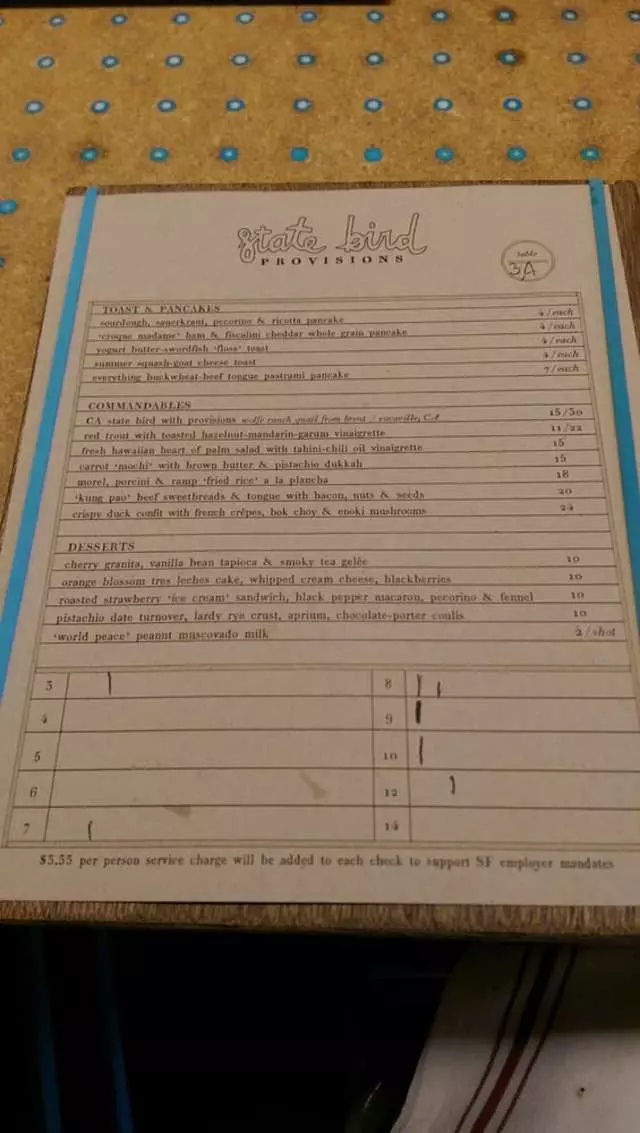 state bird
PROVISIONS
table
3A
TOAST & PANCAKES
sourdough, sauerkraut, pecorino & ricotta pancake 4/each
'croque madame' ham & fiscalini cheddar whole grain pancake 4/each
yogurt butter-swordfish 'floss' toast 4/each
summer squash-goat cheese toast 4/each
everything buckwheat-beef tongue pastrami pancake 7/each
COMMANDABLES
CA state bird with provisions wolfe ranch quail from brent / vacaville, CA 15/30
red trout with toasted hazelnut-mandarin-garum vinaigrette 11/22
fresh hawaiian heart of palm salad with tahini-chili oil vinaigrette 15
carrot 'mochi' with brown butter & pistachio dukkah 15
morel, porcini & ramp 'fried rice' a la plancha 18
'kung pao' beef sweetbreads & tongue with bacon, nuts & seeds 20
crispy duck confit with french crêpes, bok choy & enoki mushrooms 24
DESSERTS
cherry granita, vanilla bean tapioca & smoky tea gelée 10
orange blossom tres leches cake, whipped cream cheese, blackberries 10
roasted strawberry 'ice cream' sandwich, black pepper macaron, pecorino & fennel 10
pistachio date turnover, lardy rye crust, aprium, chocolate-porter coulis 10
'world peace' peanut muscovado milk 2/shot
3 8
4 9
5 10
6 12
7 14
$5.55 per person service charge will be added to each check to support SF employer mandates